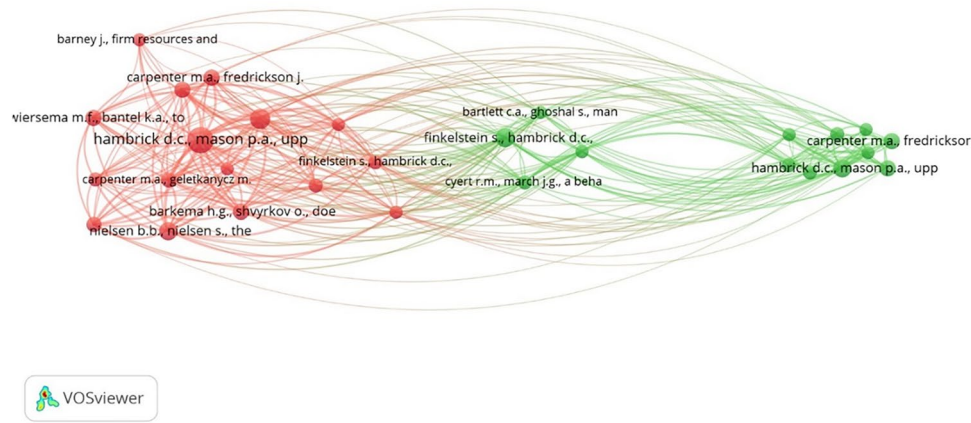 barney j., firm resources and
carpenter m.a., fredrickson j.
wiersema m.f., bantel k.a., to
hambrick d.c., mason p.a., upp
finkelstein s., hambrick d.c.,
carpenter m.a., geletkanycz m.
barkema h.g., shvyrkov o., doe
nielsen b.b., nielsen s., the
bartlett c.a., ghoshal s., man
finkelstein s., hambrick d.c.,
cyert r.m., march j.g., a beha
carpenter m.a., fredrickson
hambrick d.c., mason p.a., upp
VOSviewer